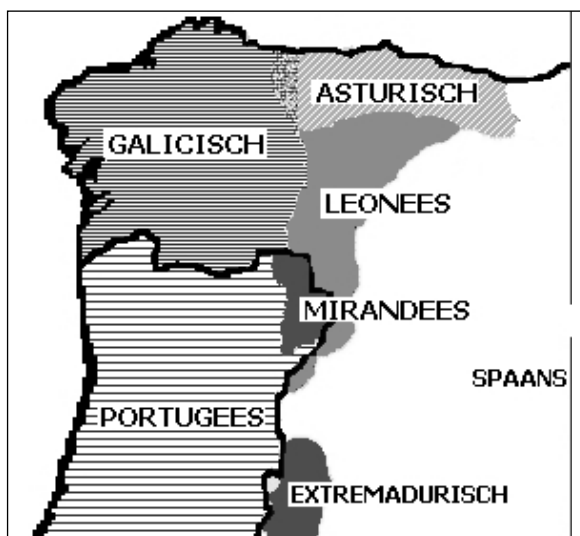 ASTURISCH
GALICISCH
LEONEES
MIRANDEES
SPAANS
PORTUGEES
EXTREMADURISCH